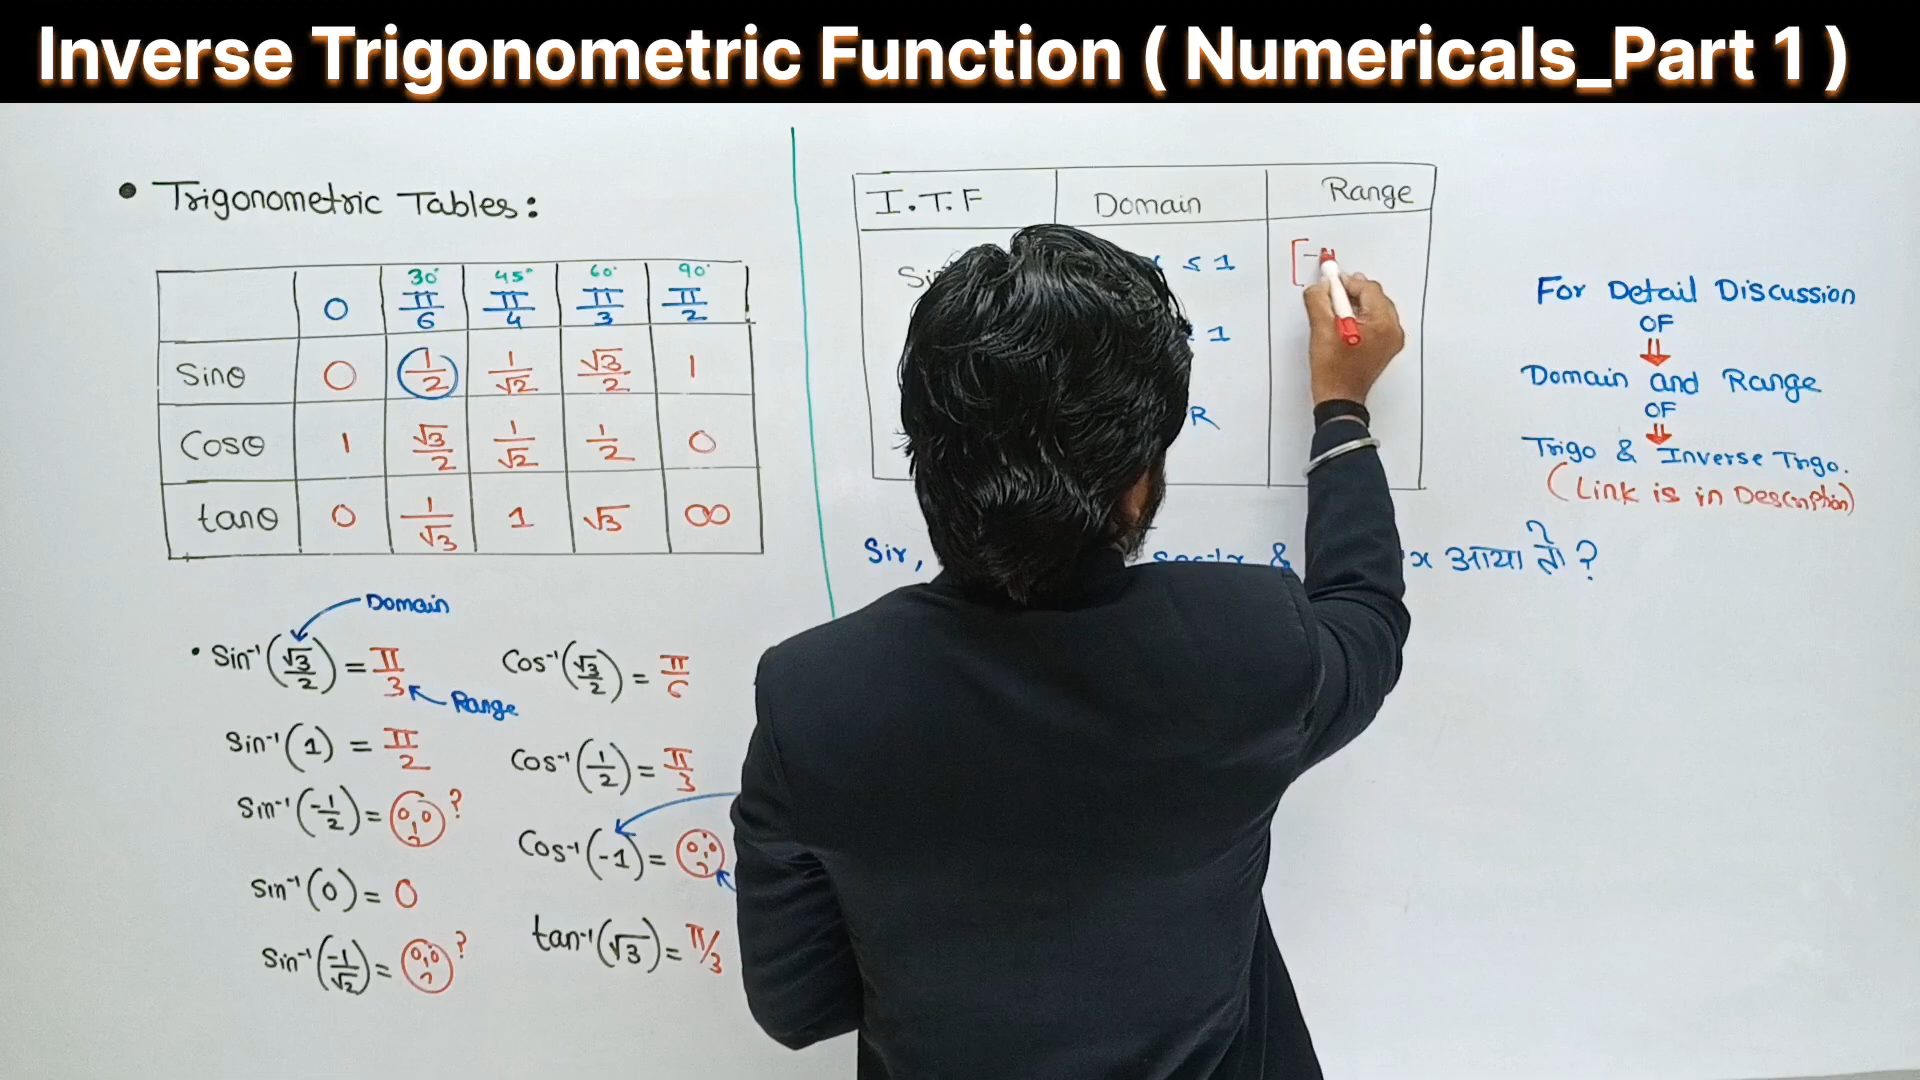 Inverse Trigonometric Function ( Numericals_Part 1 )
• Trigonometric Tables:
0 30° π/6 45° π/4 60° π/3 90° π/2
Sinθ 0 1/2 1/√2 √3/2 1
Cosθ 1 √3/2 1/√2 1/2 0
tanθ 0 1/√3 1 √3 ∞
Domain
• Sin⁻¹(√3/2) = π/3
Range
Sin⁻¹(1) = π/2
Sin⁻¹(-1/2) = ?
Sin⁻¹(0) = 0
Sin⁻¹(-1/√2) = ?
Cos⁻¹(√3/2) = π/6
Cos⁻¹(1/2) = π/3
Cos⁻¹(-1) =
tan⁻¹(√3) = π/3
I.T.F Domain Range
≤ 1 [-
1
R
Sir, & x आया तो ?
For Detail Discussion
OF
⇓
Domain and Range
OF
⇓
Trigo & Inverse Trigo.
(Link is in Description)